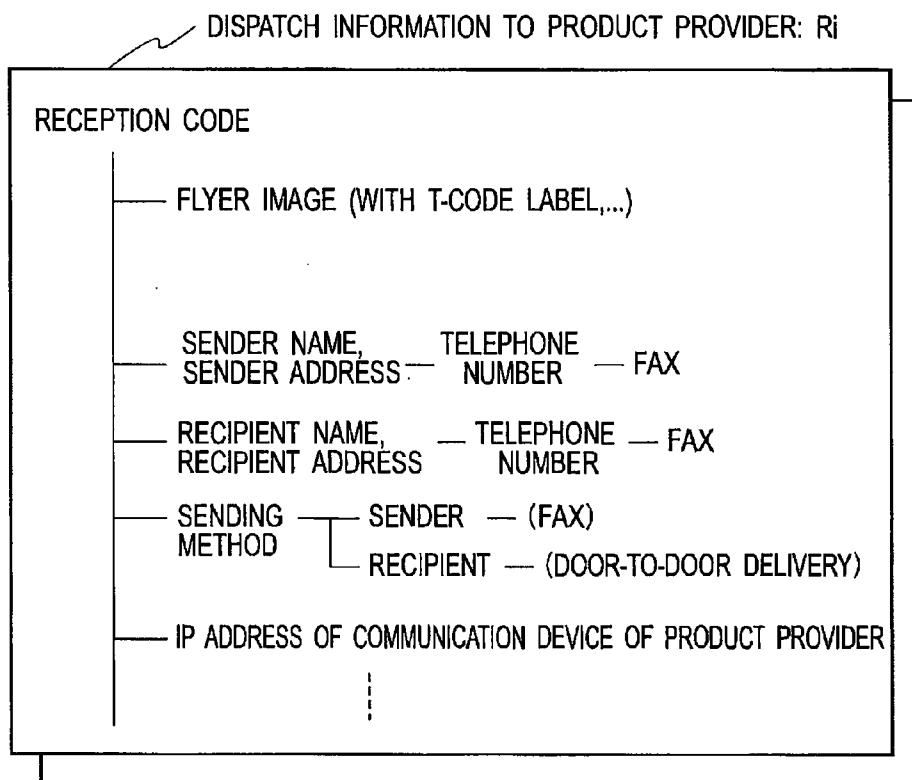 DISPATCH INFORMATION TO PRODUCT PROVIDER: Ri
RECEPTION CODE
FLYER IMAGE (WITH T-CODE LABEL,...)
SENDER NAME,
SENDER ADDRESS
TELEPHONE
NUMBER
FAX
RECIPIENT NAME,
RECIPIENT ADDRESS
TELEPHONE
NUMBER
FAX
SENDING
METHOD
SENDER
(FAX)
RECIPIENT
(DOOR-TO-DOOR DELIVERY)
IP ADDRESS OF COMMUNICATION DEVICE OF PRODUCT PROVIDER